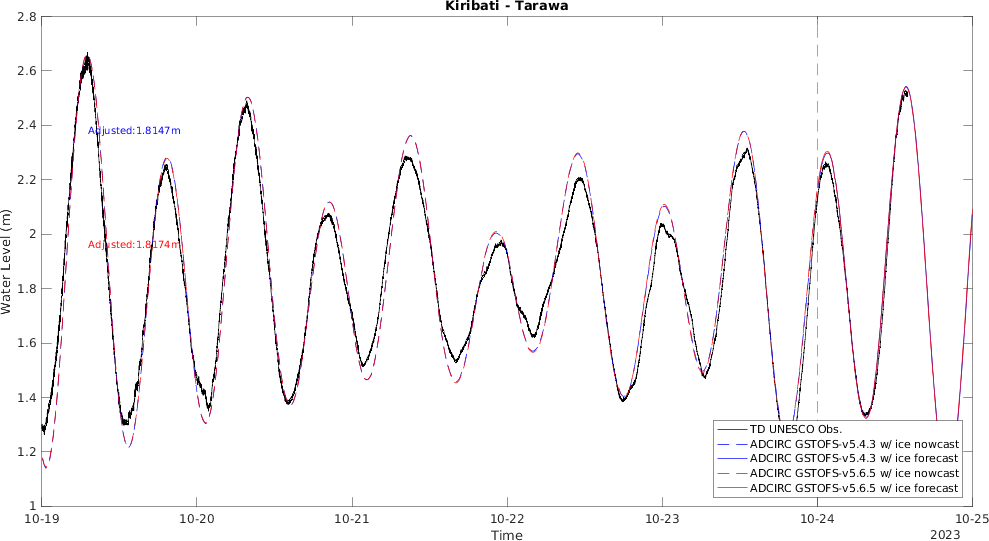 Kiribati - Tarawa
2.8
2.6
2.4
2.2
2
1.8
1.6
1.4
1.2
1
Water Level (m)
Adjusted:1.8147m
Adjusted:1.8174m
TD UNESCO Obs.
ADCIRC GSTOFS-v5.4.3 w/ ice nowcast
ADCIRC GSTOFS-v5.4.3 w/ ice forecast
ADCIRC GSTOFS-v5.6.5 w/ ice nowcast
ADCIRC GSTOFS-v5.6.5 w/ ice forecast
10-19 10-20 10-21 10-22 10-23 10-24 10-25
Time
2023